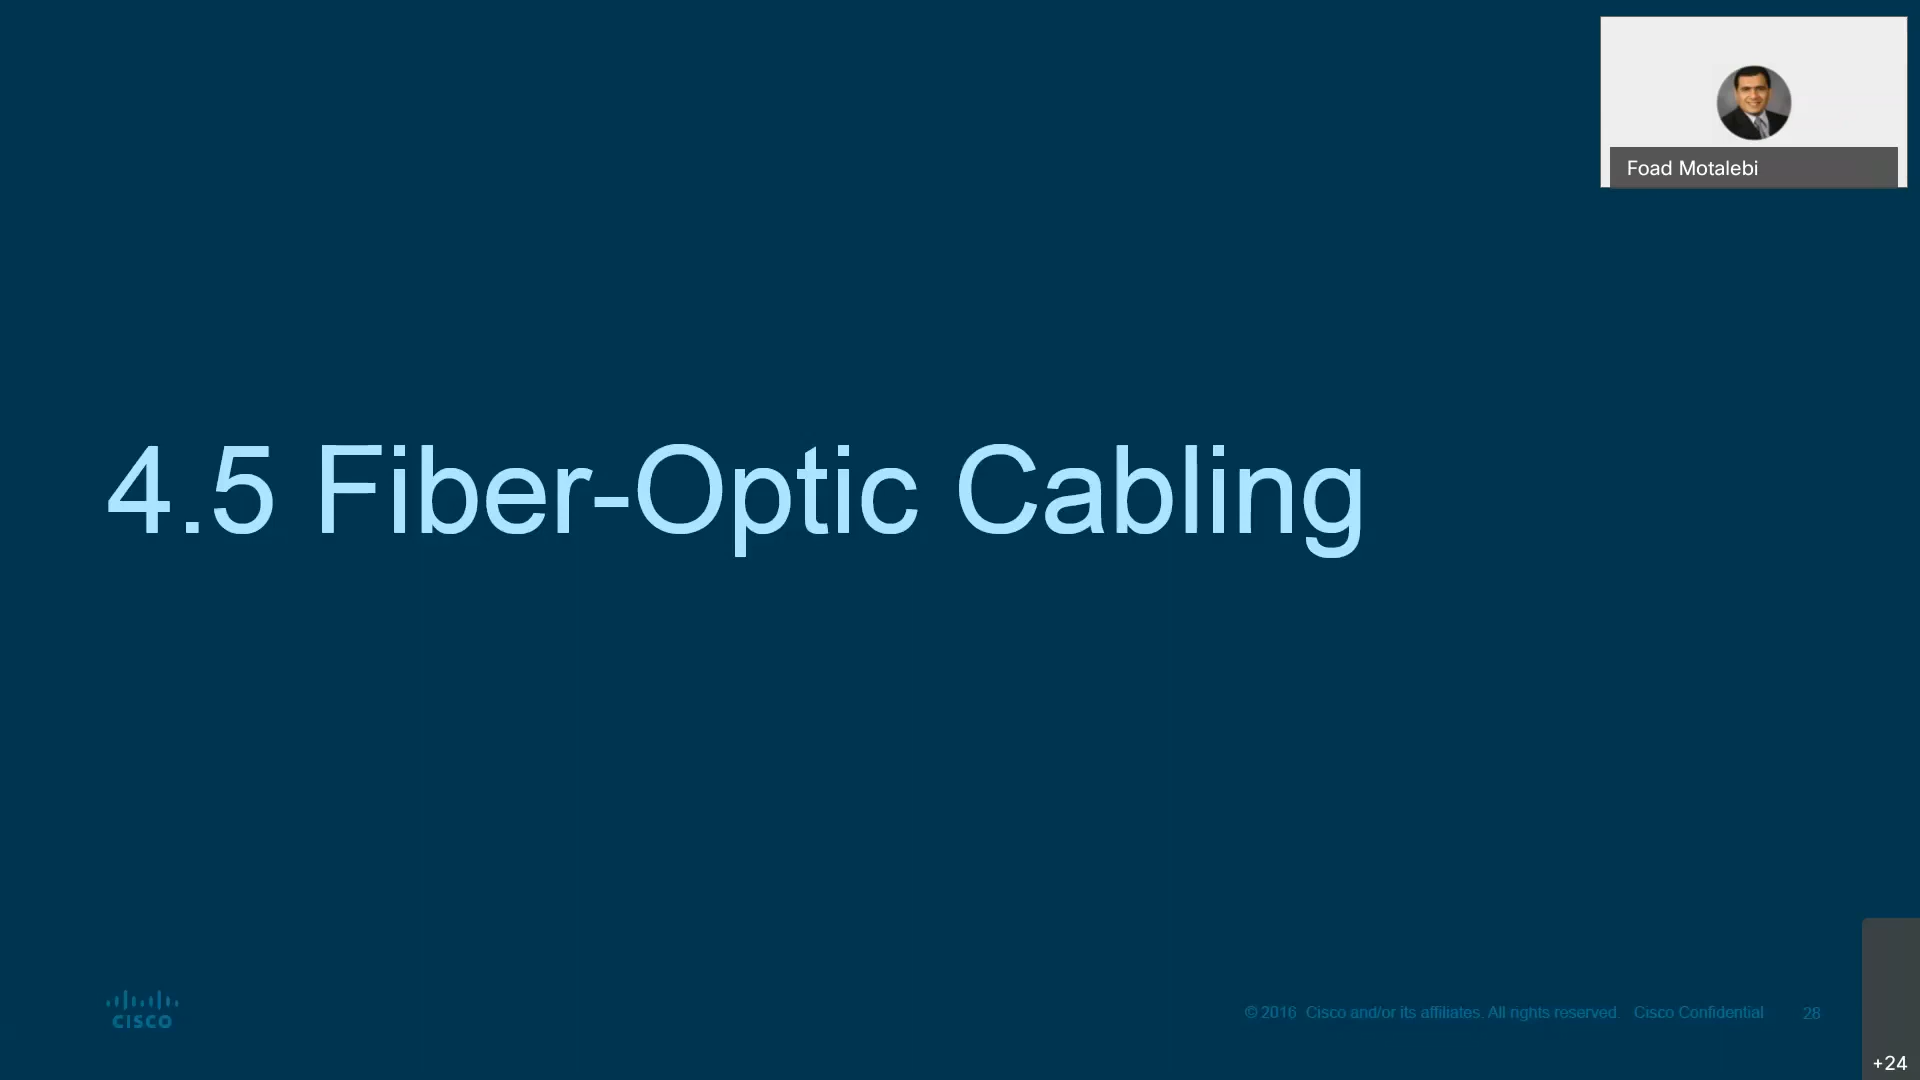 Foad Motalebi
4.5 Fiber-Optic Cabling
CISCO
© 2016 Cisco and/or its affiliates. All rights reserved. Cisco Confidential 28
+24